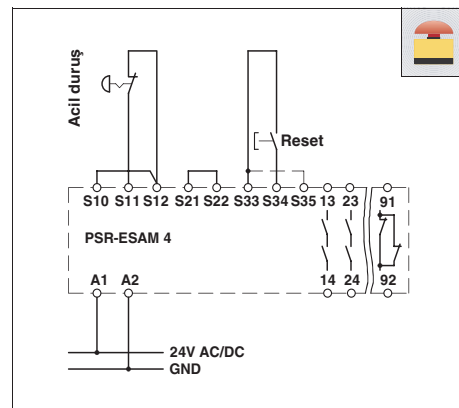 Acil duruş
Reset
S10 S11 S12 S21 S22 S33 S34 S35 13 23 91
PSR-ESAM 4
A1 A2 14 24 92
24V AC/DC
GND